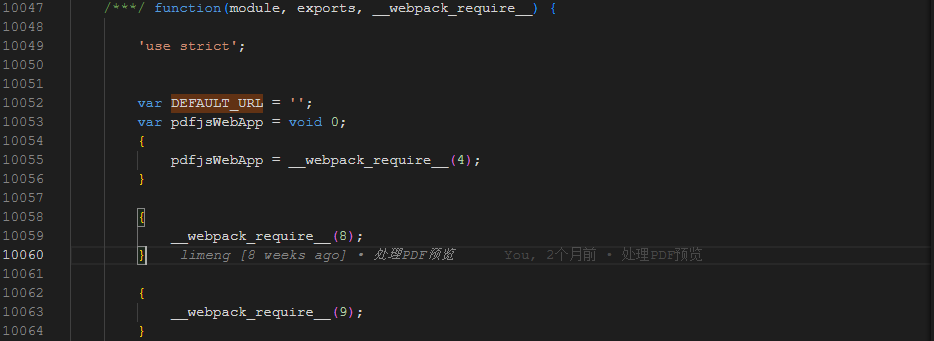 10047 /***/ function(module, exports, __webpack_require__) {
10048
10049 'use strict';
10050
10051
10052 var DEFAULT_URL = '';
10053 var pdfjsWebApp = void 0;
10054 {
10055 pdfjsWebApp = __webpack_require__(4);
10056 }
10057
10058 {
10059 __webpack_require__(8);
10060 } limeng [8 weeks ago] • 处理PDF预览 You, 2个月前 • 处理PDF预览
10061
10062 {
10063 __webpack_require__(9);
10064 }